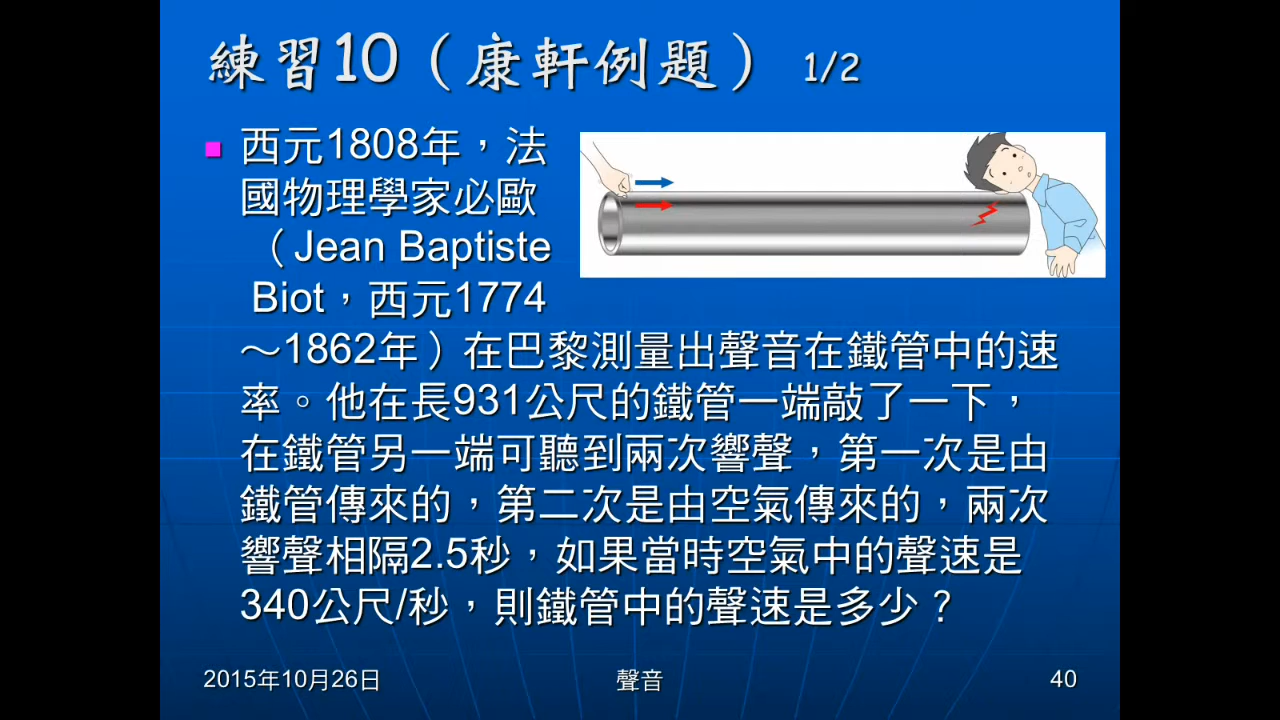 練習10（康軒例題） 1/2
西元1808年，法
國物理學家必歐
（Jean Baptiste
Biot，西元1774
～1862年）在巴黎測量出聲音在鐵管中的速
率。他在長931公尺的鐵管一端敲了一下，
在鐵管另一端可聽到兩次響聲，第一次是由
鐵管傳來的，第二次是由空氣傳來的，兩次
響聲相隔2.5秒，如果當時空氣中的聲速是
340公尺/秒，則鐵管中的聲速是多少？
2015年10月26日
聲音
40